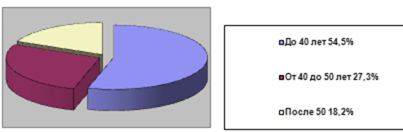 До 40 лет 54,5%
От 40 до 50 лет 27,3%
После 50 18,2%